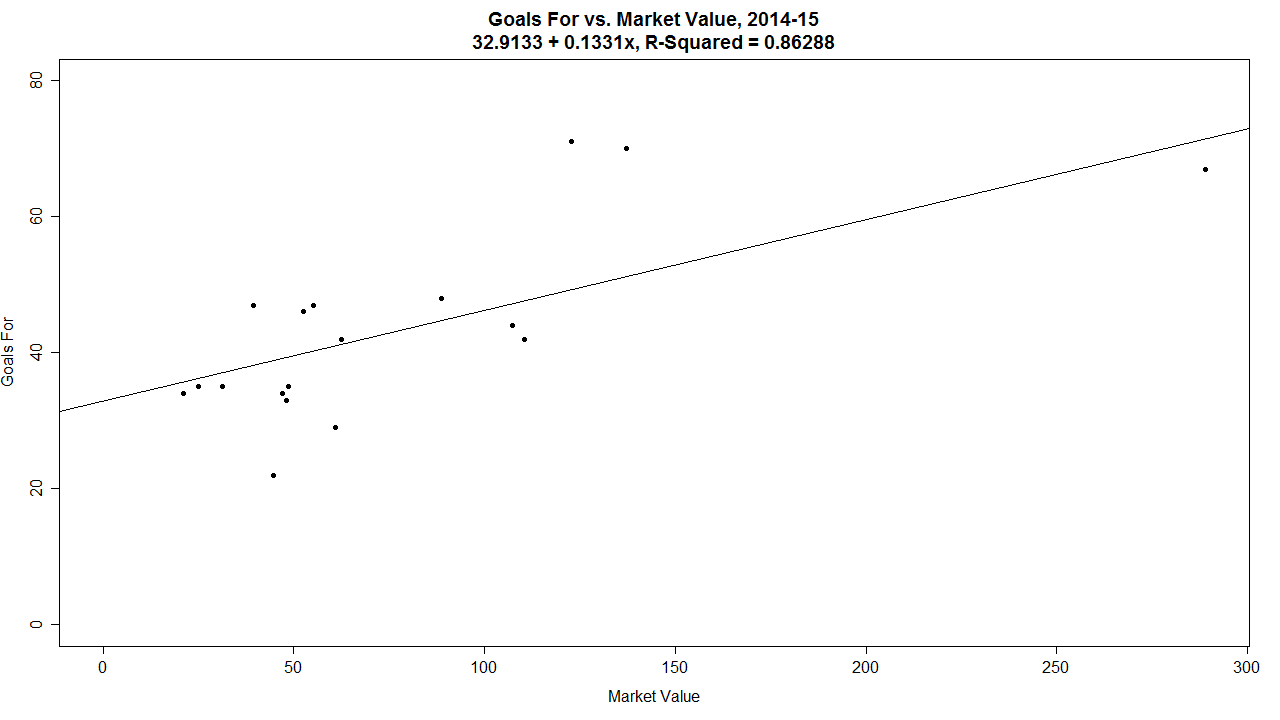 Goals For vs. Market Value, 2014-15
32.9133 + 0.1331x, R-Squared = 0.86288
80
60
40
20
0
Goals For
0 50 100 150 200 250 300
Market Value